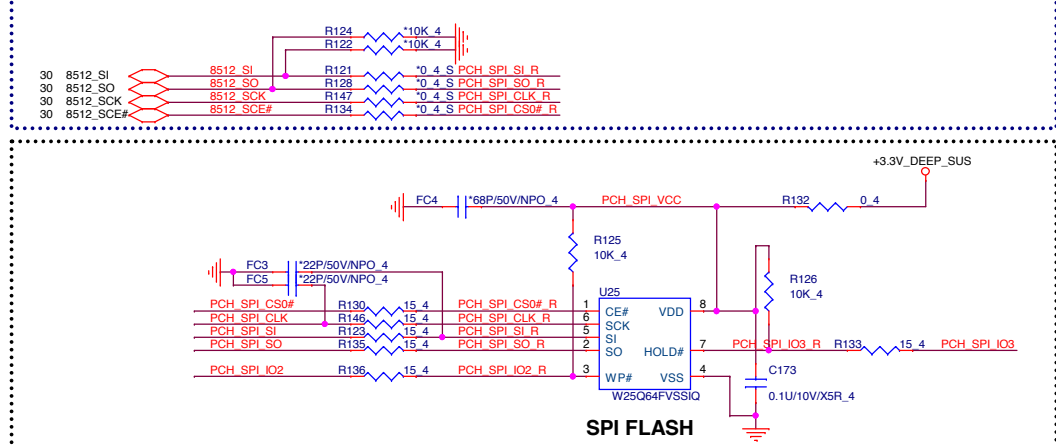 R124 *10K_4
R122 *10K_4
30 8512_SI 8512_SI R121 *0_4_S PCH_SPI_SI_R
30 8512_SO 8512_SO R128 *0_4_S PCH_SPI_SO_R
30 8512_SCK 8512_SCK R147 *0_4_S PCH_SPI_CLK_R
30 8512_SCE# 8512_SCE# R134 *0_4_S PCH_SPI_CS0#_R
+3.3V_DEEP_SUS
FC4 *68P/50V/NPO_4 PCH_SPI_VCC R132 0_4
R125
10K_4
FC3 *22P/50V/NPO_4
FC5 *22P/50V/NPO_4
R126
10K_4
U25
PCH_SPI_CS0# R130 15_4 PCH_SPI_CS0#_R 1 CE# VDD 8
PCH_SPI_CLK R146 15_4 PCH_SPI_CLK_R 6 SCK
PCH_SPI_SI R123 15_4 PCH_SPI_SI_R 5 SI
PCH_SPI_SO R135 15_4 PCH_SPI_SO_R 2 SO HOLD# 7 PCH_SPI_IO3_R R133 15_4 PCH_SPI_IO3
PCH_SPI_IO2 R136 15_4 PCH_SPI_IO2_R 3 WP# VSS 4
C173
0.1U/10V/X5R_4
W25Q64FVSSIQ
SPI FLASH